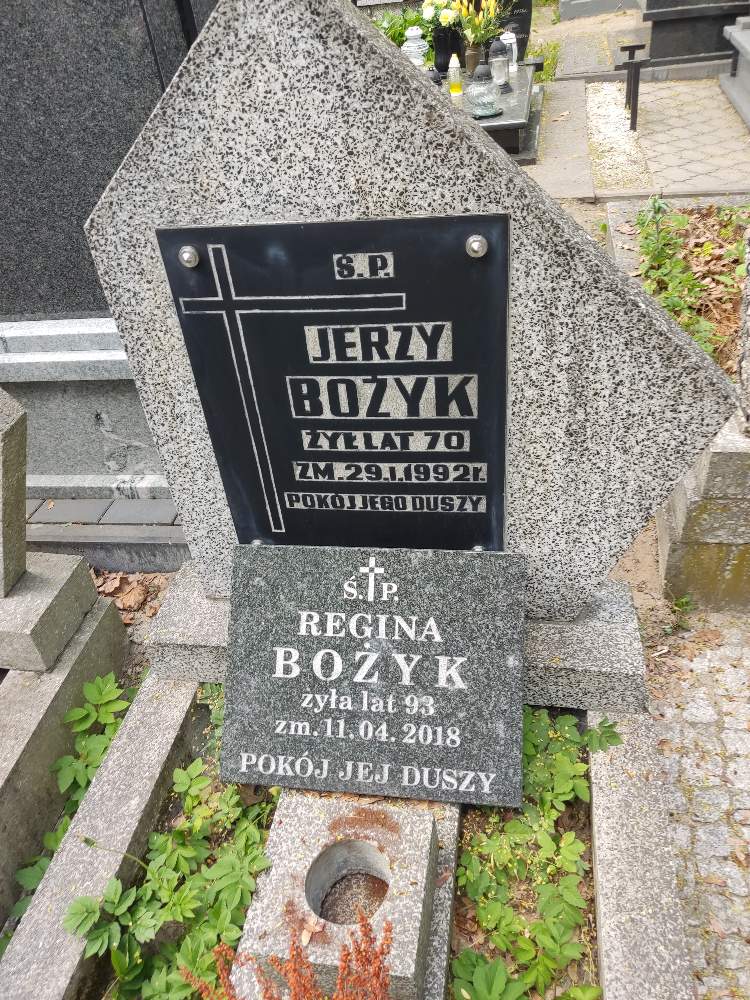 Ś. P.
JERZY
BOŻYK
ŻYŁ LAT 70
ZM. 29.I.1992r.
POKÓJ JEGO DUSZY
Ś. P.
REGINA
BOŻYK
żyła lat 93
zm. 11. 04. 2018
POKÓJ JEJ DUSZY